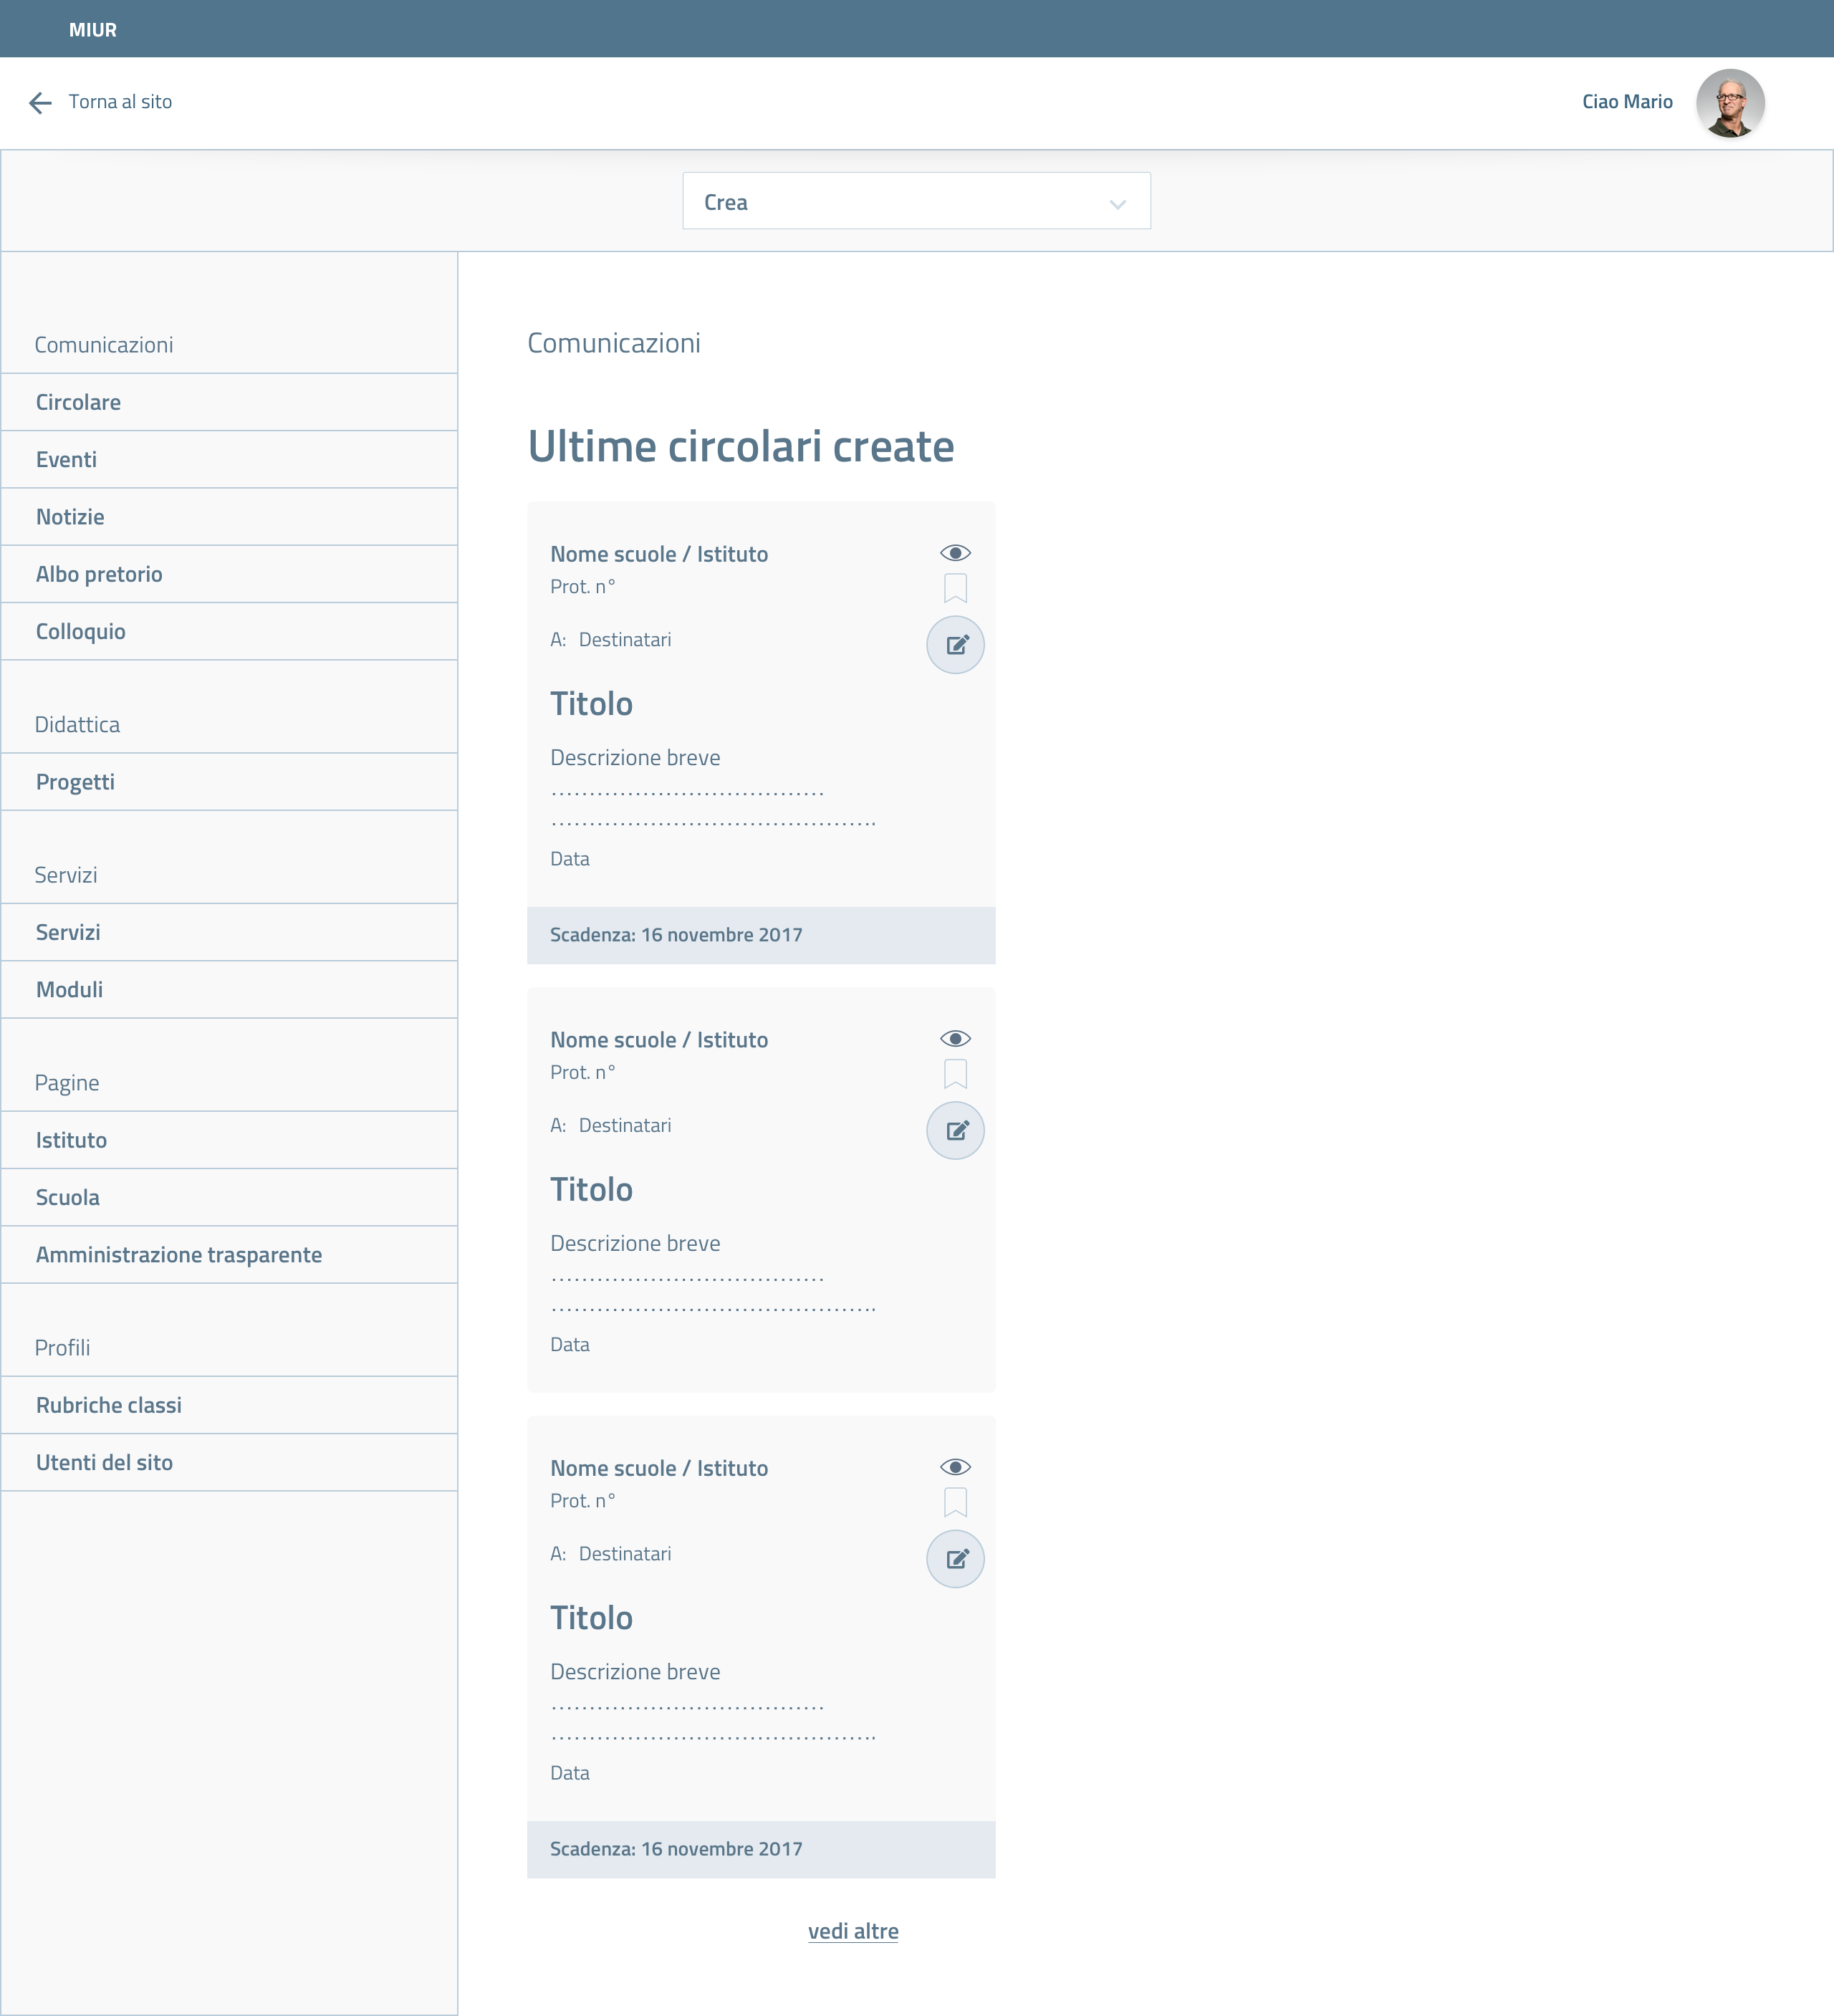 MIUR
Torna al sito
Ciao Mario
Crea
Comunicazioni
Circolare
Eventi
Notizie
Albo pretorio
Colloquio
Didattica
Progetti
Servizi
Servizi
Moduli
Pagine
Istituto
Scuola
Amministrazione trasparente
Profili
Rubriche classi
Utenti del sito
Comunicazioni
Ultime circolari create
Nome scuole / Istituto
Prot. n°
A: Destinatari
Titolo
Descrizione breve
....................................
...........................................
Data
Scadenza: 16 novembre 2017
Nome scuole / Istituto
Prot. n°
A: Destinatari
Titolo
Descrizione breve
....................................
...........................................
Data
Nome scuole / Istituto
Prot. n°
A: Destinatari
Titolo
Descrizione breve
....................................
...........................................
Data
Scadenza: 16 novembre 2017
vedi altre